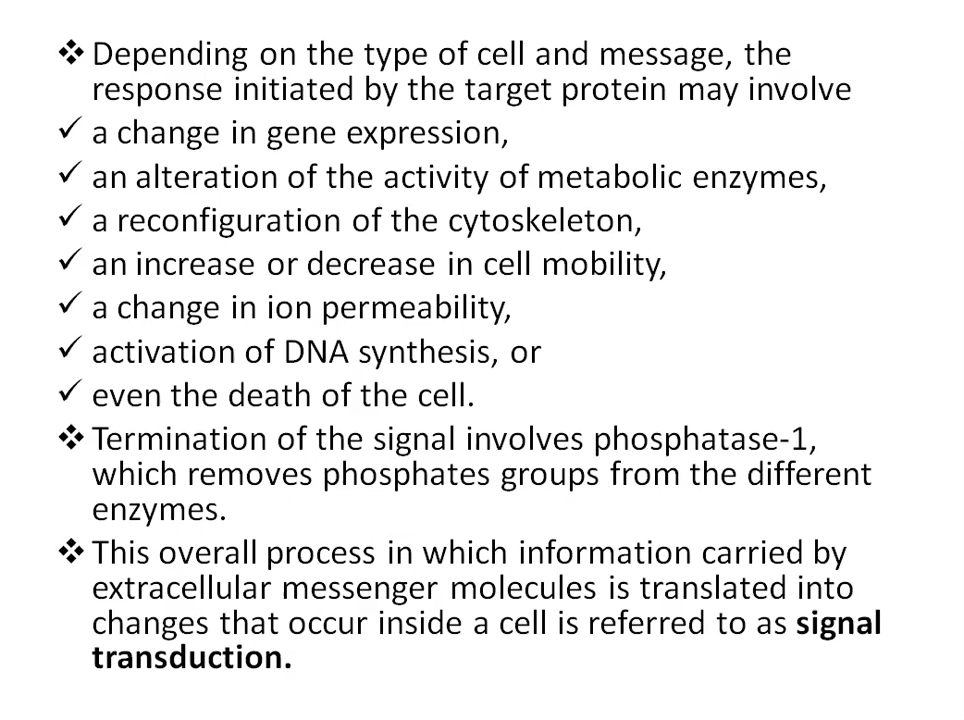 ❖ Depending on the type of cell and message, the
response initiated by the target protein may involve
✓ a change in gene expression,
✓ an alteration of the activity of metabolic enzymes,
✓ a reconfiguration of the cytoskeleton,
✓ an increase or decrease in cell mobility,
✓ a change in ion permeability,
✓ activation of DNA synthesis, or
✓ even the death of the cell.
❖ Termination of the signal involves phosphatase-1,
which removes phosphates groups from the different
enzymes.
❖ This overall process in which information carried by
extracellular messenger molecules is translated into
changes that occur inside a cell is referred to as signal
transduction.